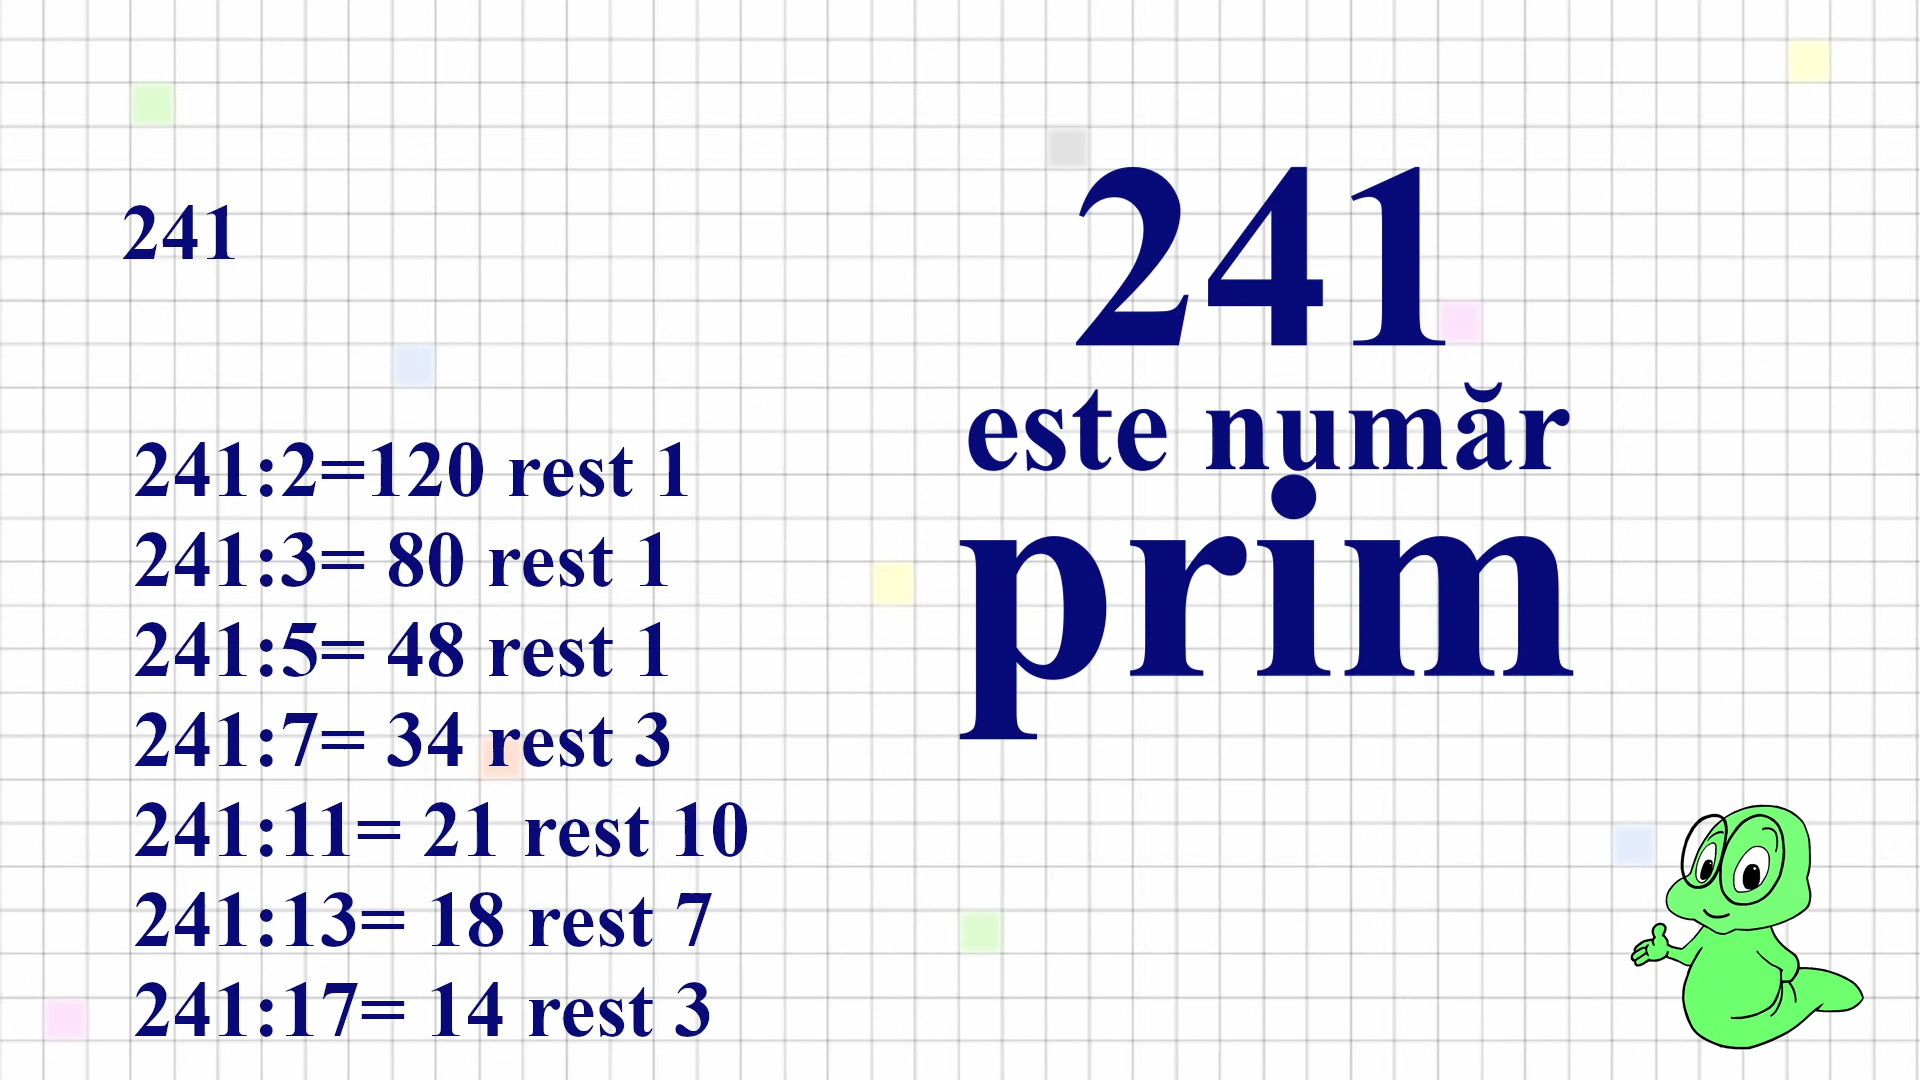 241
241:2=120 rest 1
241:3= 80 rest 1
241:5= 48 rest 1
241:7= 34 rest 3
241:11= 21 rest 10
241:13= 18 rest 7
241:17= 14 rest 3
241
este număr
prim